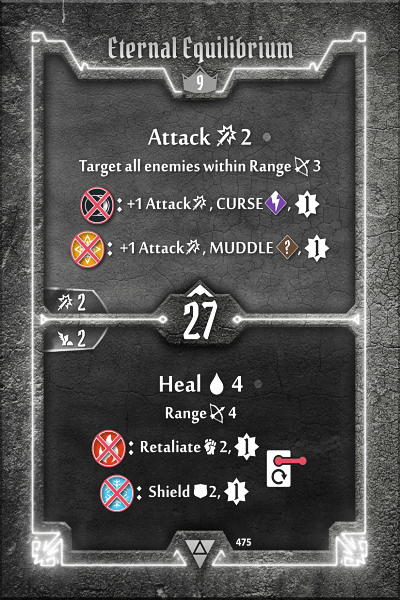 Eternal Equilibrium
9
Attack 2
Target all enemies within Range 3
: +1 Attack, CURSE, 1
: +1 Attack, MUDDLE ?, 1
2
27
2
Heal 4
Range 4
: Retaliate 2, 1
: Shield 2, 1
475